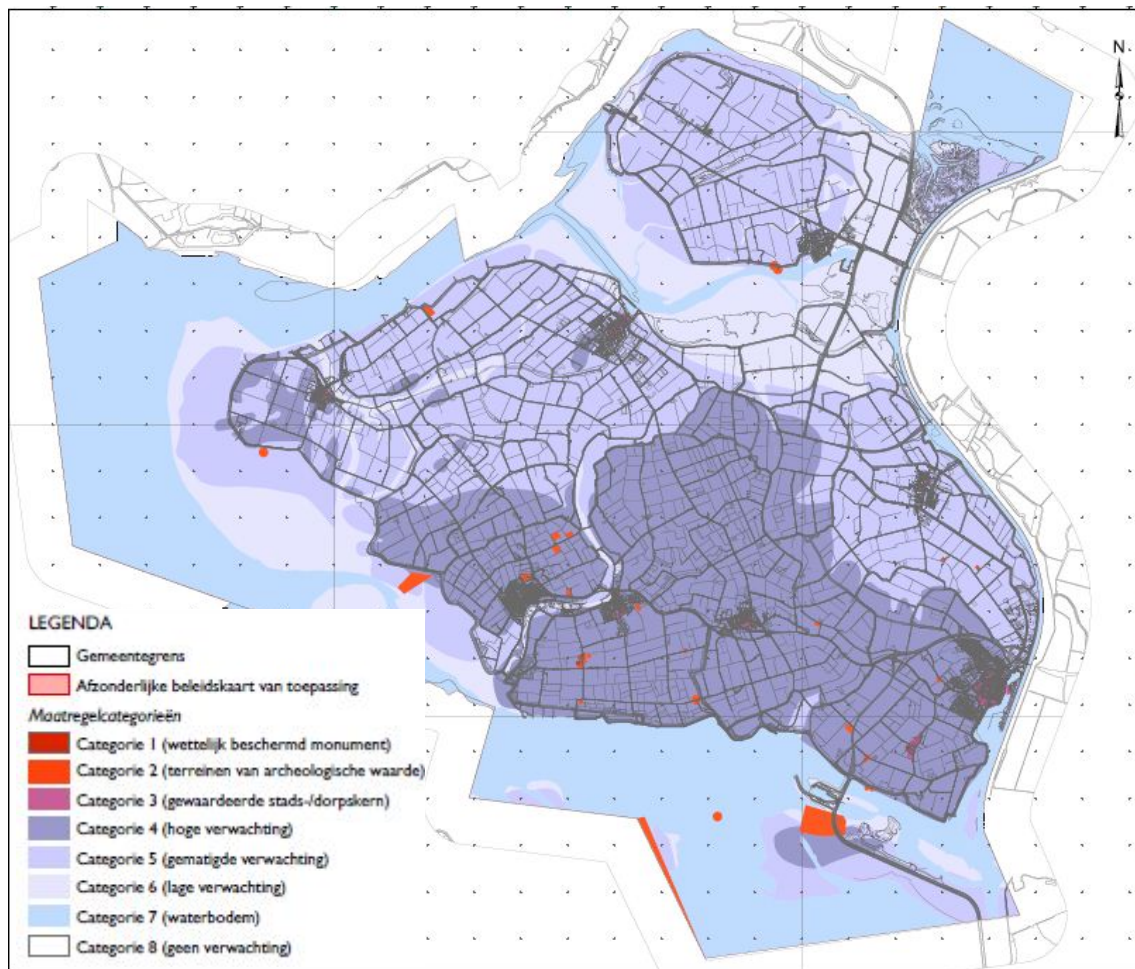 N
LEGENDA
Gemeentegrens
Afzonderlijke beleidskaart van toepassing
Maatregelcategorieën
Categorie 1 (wettelijk beschermd monument)
Categorie 2 (terreinen van archeologische waarde)
Categorie 3 (gewaardeerde stads-/dorpskern)
Categorie 4 (hoge verwachting)
Categorie 5 (gematigde verwachting)
Categorie 6 (lage verwachting)
Categorie 7 (waterbodem)
Categorie 8 (geen verwachting)